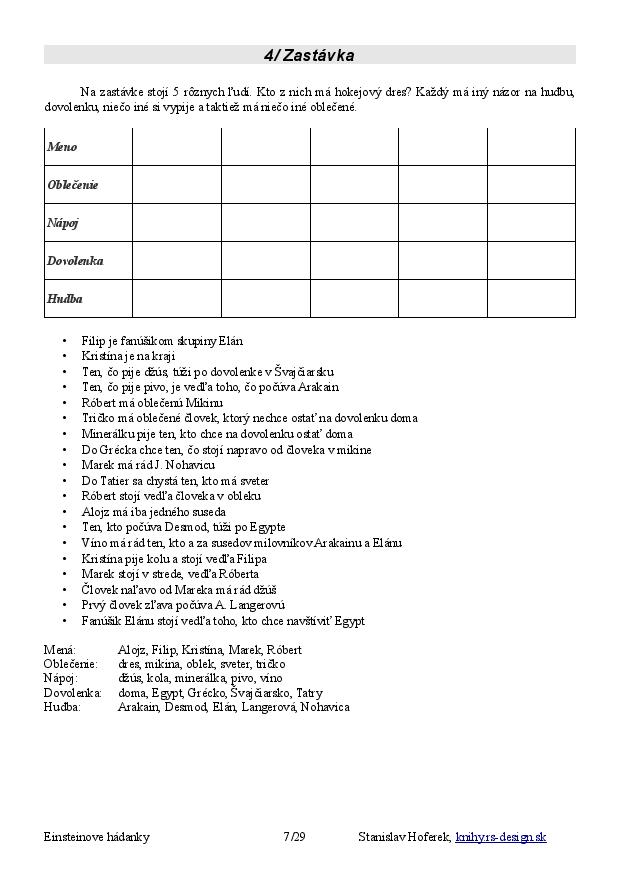 4/ Zastávka
Na zastávke stojí 5 rôznych ľudí. Kto z nich má hokejový dres? Každý má iný názor na hudbu,
dovolenku, niečo iné si vypije a taktiež má niečo iné oblečené.
Meno
Oblečenie
Nápoj
Dovolenka
Hudba
• Filip je fanúšikom skupiny Elán
• Kristína je na kraji
• Ten, čo pije džús, túži po dovolenke v Švajčiarsku
• Ten, čo pije pivo, je vedľa toho, čo počúva Arakain
• Róbert má oblečenú Mikinu
• Tričko má oblečené človek, ktorý nechce ostať na dovolenku doma
• Minerálku pije ten, kto chce na dovolenku ostať doma
• Do Grécka chce ten, čo stojí napravo od človeka v mikine
• Marek má rád J. Nohavicu
• Do Tatier sa chystá ten, kto má sveter
• Róbert stojí vedľa človeka v obleku
• Alojz má iba jedného suseda
• Ten, kto počúva Desmod, túži po Egypte
• Víno má rád ten, kto a za susedov milovníkov Arakainu a Elánu
• Kristína pije kolu a stojí vedľa Filipa
• Marek stojí v strede, vedľa Róberta
• Človek naľavo od Mareka má rád džúš
• Prvý človek zľava počúva A. Langerovú
• Fanúšik Elánu stojí vedľa toho, kto chce navštíviť Egypt
Mená: Alojz, Filip, Kristína, Marek, Róbert
Oblečenie: dres, mikina, oblek, sveter, tričko
Nápoj: džús, kola, minerálka, pivo, víno
Dovolenka: doma, Egypt, Grécko, Švajčiarsko, Tatry
Hudba: Arakain, Desmod, Elán, Langerová, Nohavica
Einsteinove hádanky 7/29 Stanislav Hoferek, knihy.rs-design.sk